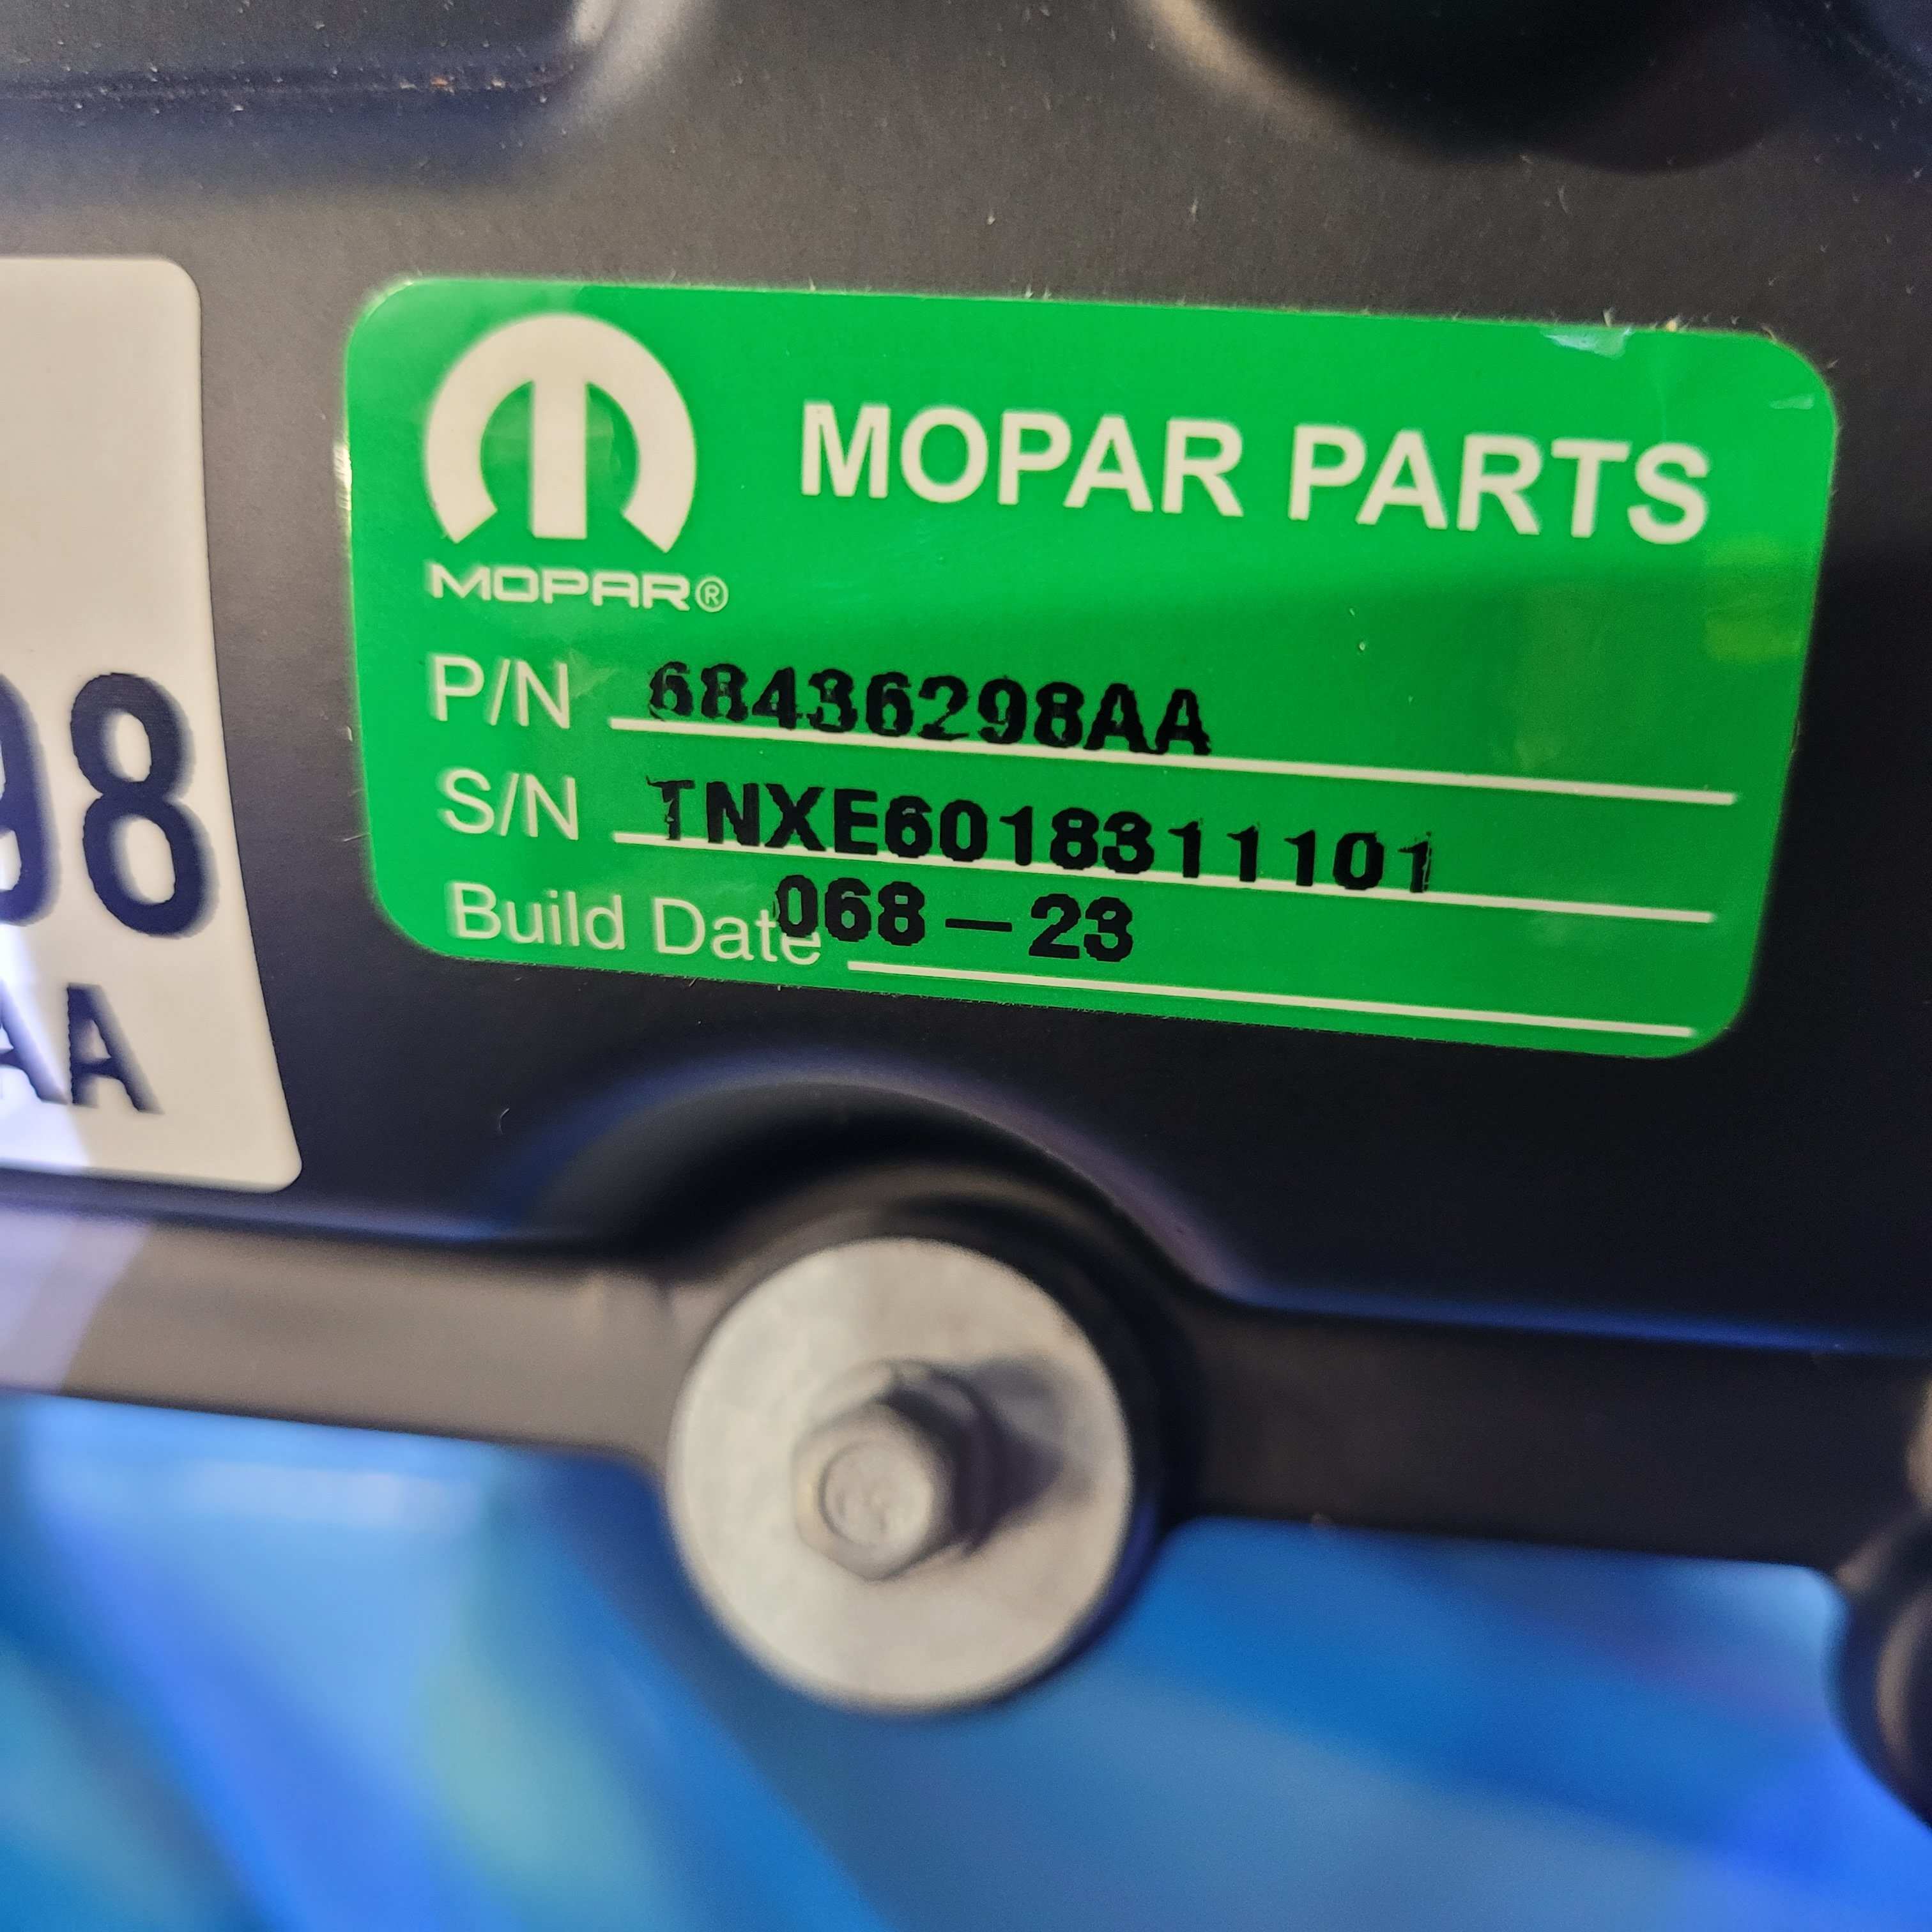 MOPAR PARTS
MOPAR®
P/N 68436298AA
S/N TNXE6018311101
Build Date 068-23
98
AA